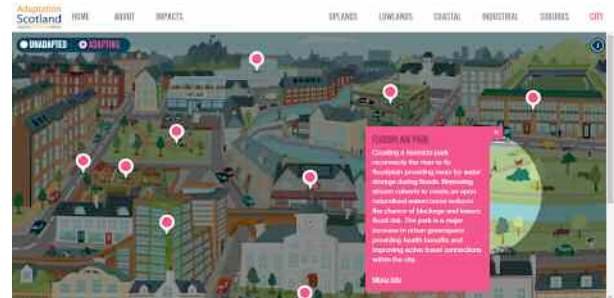 Adaptation
Scotland
HOME ABOUT IMPACTS UPLANDS LOWLANDS COASTAL INDUSTRIAL SUBURBS CITY
UNADAPTED ADAPTING
FLOODPLAIN PARK
Creating a riverside park
reconnects the river to its
floodplain providing room for water
storage during floods. Removing
stream culverts to create an open
naturalised watercourse reduces
the chance of blockage and lowers
flood risk. The park is a major
increase in urban greenspace
providing health benefits and
improving active travel connections
within the city.
More info